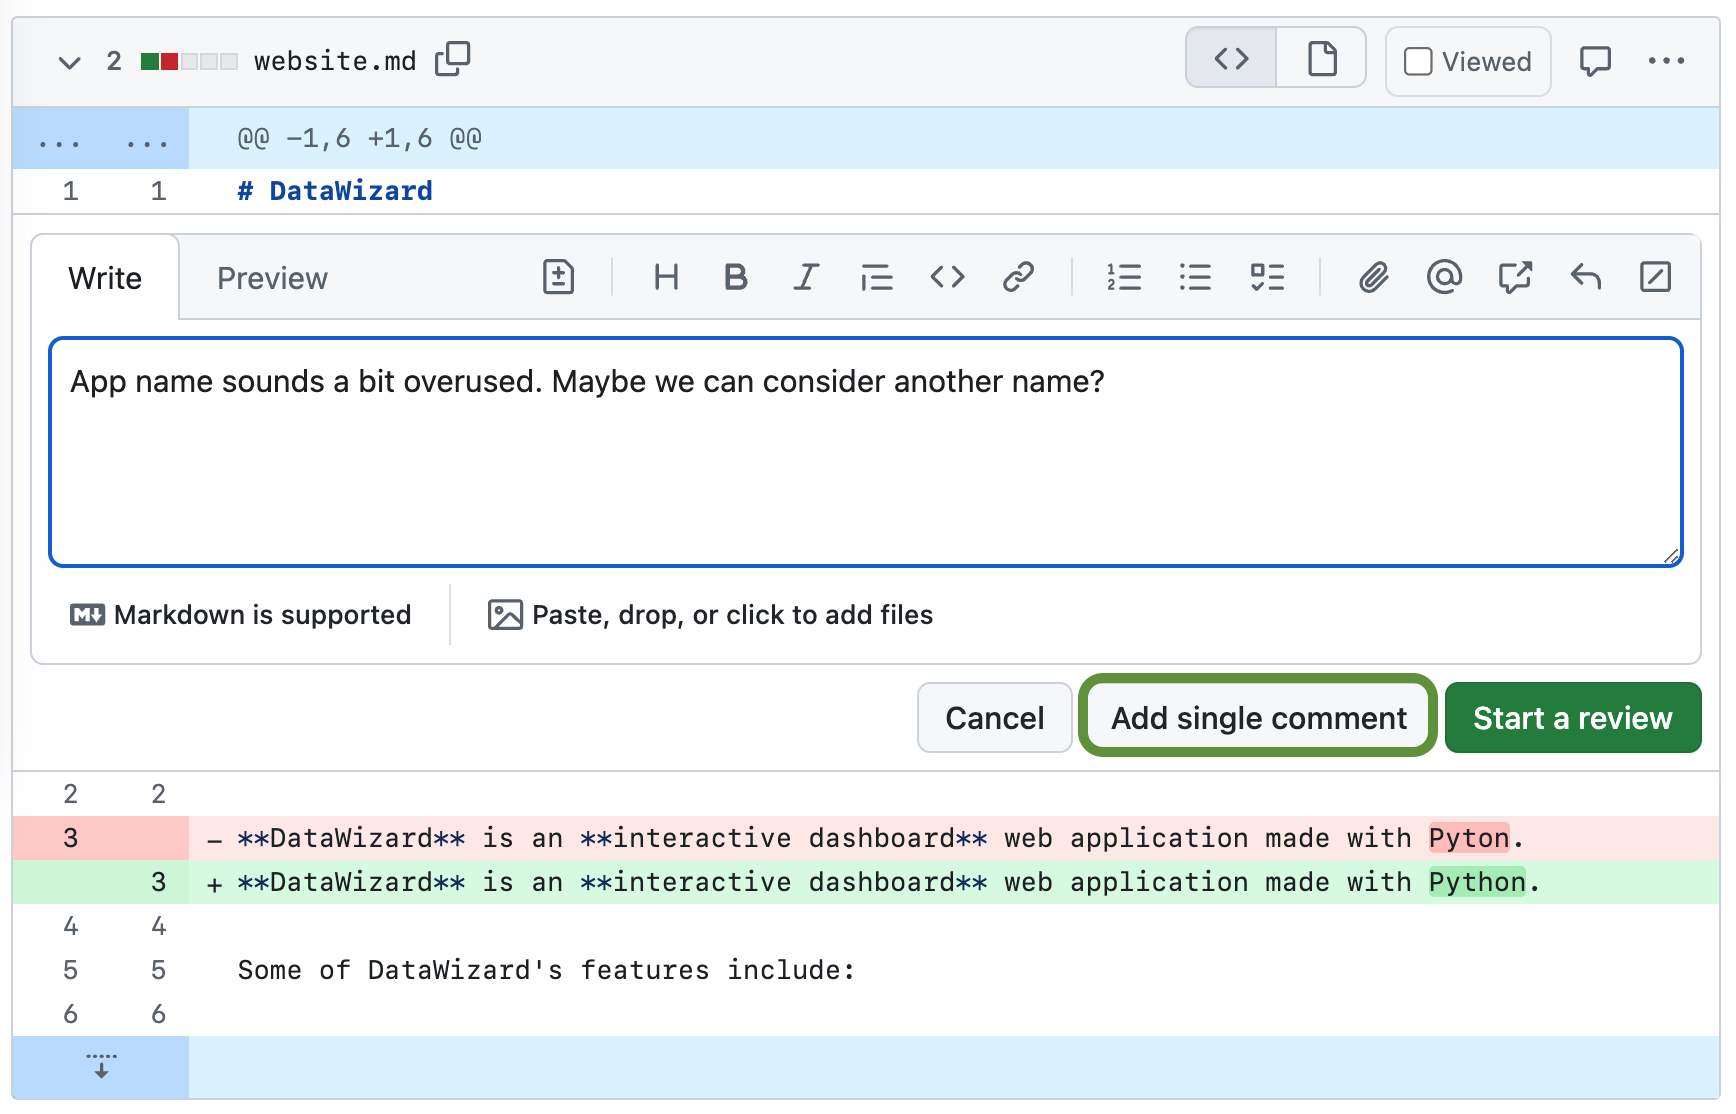 2 website.md Viewed
... ... @@ -1,6 +1,6 @@
1 1 # DataWizard
Write Preview
App name sounds a bit overused. Maybe we can consider another name?
Markdown is supported Paste, drop, or click to add files
Cancel Add single comment Start a review
2 2
3 - **DataWizard** is an **interactive dashboard** web application made with Pyton.
3 + **DataWizard** is an **interactive dashboard** web application made with Python.
4 4
5 5 Some of DataWizard's features include:
6 6